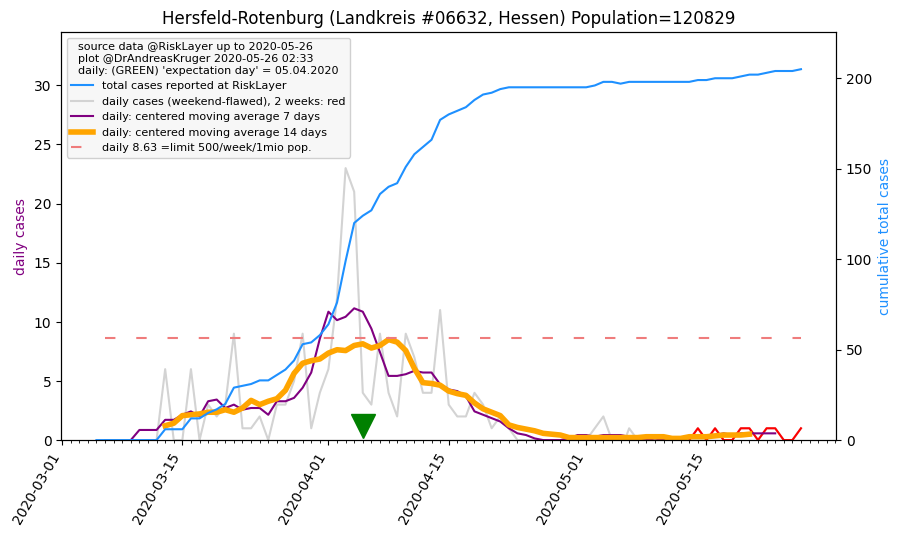 Hersfeld-Rotenburg (Landkreis #06632, Hessen) Population=120829
source data @RiskLayer up to 2020-05-26
plot @DrAndreasKruger 2020-05-26 02:33
daily: (GREEN) 'expectation day' = 05.04.2020
total cases reported at RiskLayer
daily cases (weekend-flawed), 2 weeks: red
daily: centered moving average 7 days
daily: centered moving average 14 days
daily 8.63 =limit 500/week/1mio pop.
daily cases
30
25
20
15
10
5
0
200
150
100
50
0
cumulative total cases
2020-03-01
2020-03-15
2020-04-01
2020-04-15
2020-05-01
2020-05-15